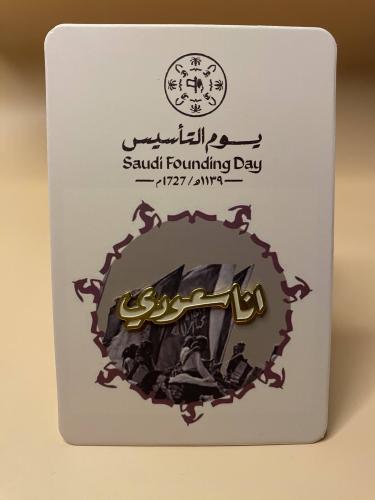 يوم التأسيس
Saudi Founding Day
١١٣٩هـ/ 1727م
انا سعودي